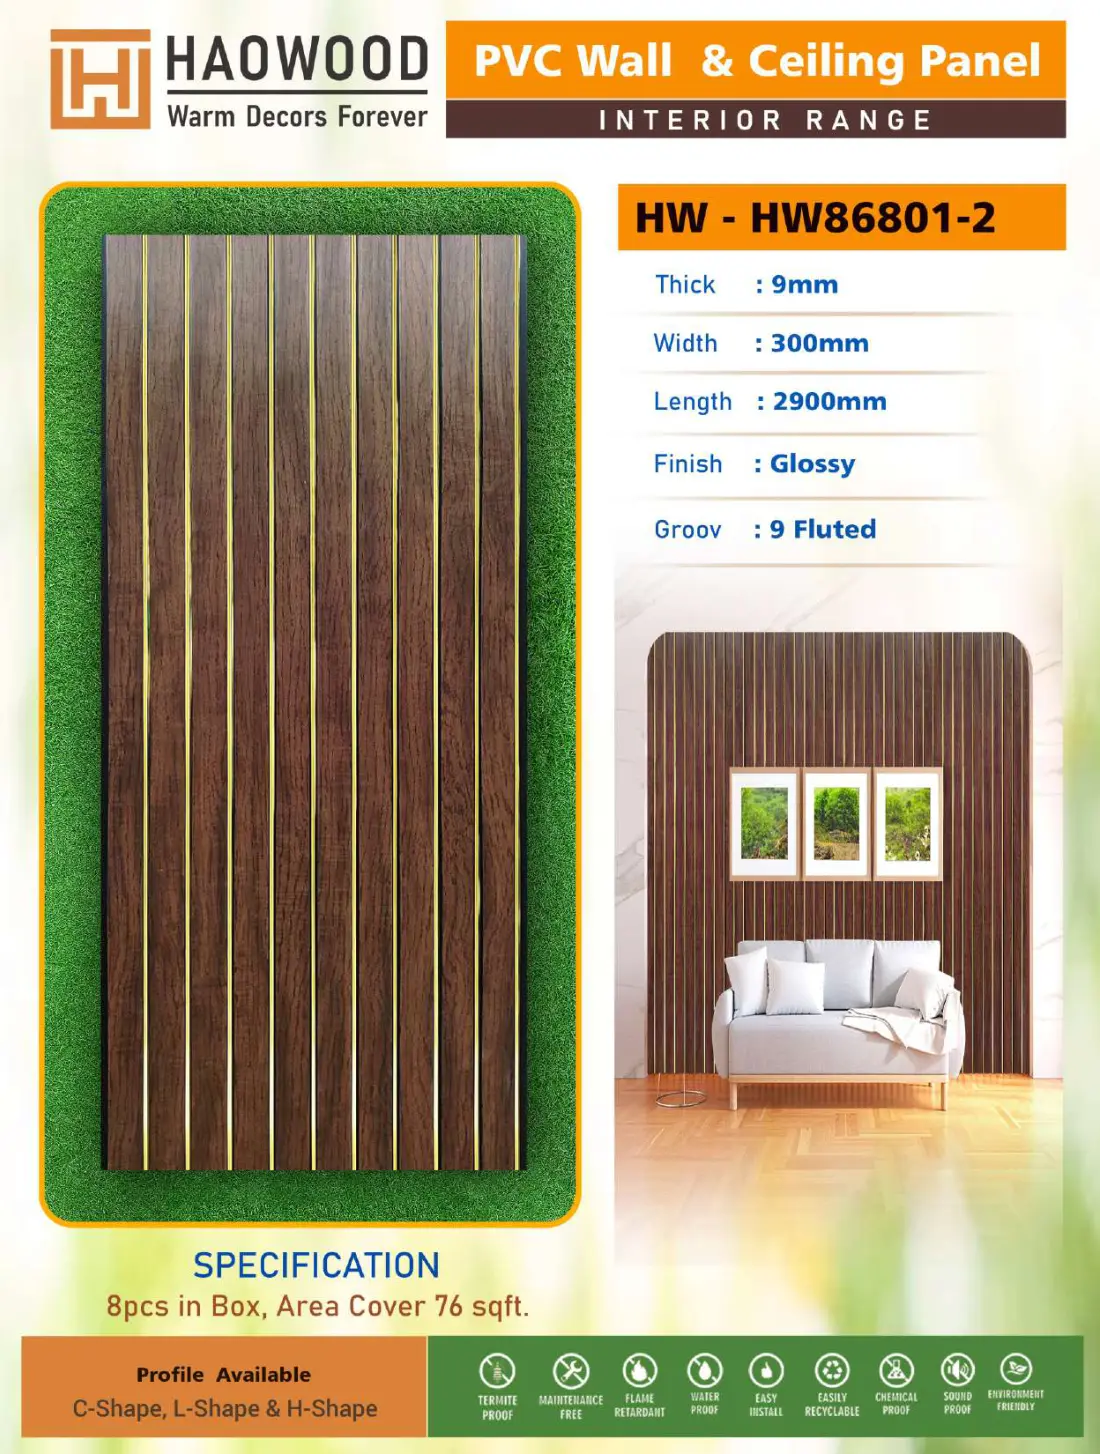 HAOWOOD
Warm Decors Forever
PVC Wall & Ceiling Panel
INTERIOR RANGE
HW - HW86801-2
Thick : 9mm
Width : 300mm
Length : 2900mm
Finish : Glossy
Groov : 9 Fluted
SPECIFICATION
8pcs in Box, Area Cover 76 sqft.
Profile Available
C-Shape, L-Shape & H-Shape
TERMITE
PROOF
MAINTENANCE
FREE
FLAME
RETARDANT
WATER
PROOF
EASY
INSTALL
EASILY
RECYCLABLE
CHEMICAL
PROOF
SOUND
PROOF
ENVIRONMENT
FRIENDLY